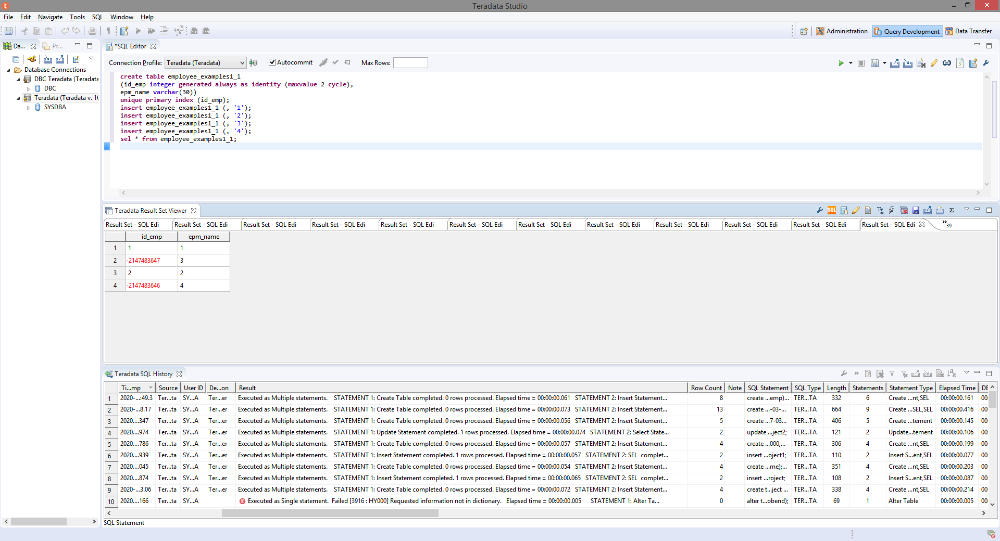 Teradata Studio
File Edit Navigate Tools SQL Window Help
Administration Query Development Data Transfer
Da... Pr...
*SQL Editor
Database Connections
DBC Teradata (Teradata
DBC
Teradata (Teradata v. 16
SYSDBA
Connection Profile: Teradata (Teradata) Autocommit Max Rows:
create table employee_examples1_1
(id_emp integer generated always as identity (maxvalue 2 cycle),
epm_name varchar(30))
unique primary index (id_emp);
insert employee_examples1_1 (, '1');
insert employee_examples1_1 (, '2');
insert employee_examples1_1 (, '3');
insert employee_examples1_1 (, '4');
sel * from employee_examples1_1;
Teradata Result Set Viewer
SQL
Result Set - SQL Edi Result Set - SQL Edi Result Set - SQL Edi Result Set - SQL Edi Result Set - SQL Edi Result Set - SQL Edi Result Set - SQL Edi Result Set - SQL Edi Result Set - SQL Edi Result Set - SQL Edi Result Set - SQL Edi Result Set - SQL Edi »39
id_emp epm_name
1 1 1
2 -2147483647 3
3 2 2
4 -2147483646 4
Teradata SQL History
Ti...mp Source User ID De...on Result Row Count Note SQL Statement SQL Type Length Statements Statement Type Elapsed Time DE
1 2020-...:49.3 Ter...ta SY...A Ter...er Executed as Multiple statements. STATEMENT 1: Create Table completed. 0 rows processed. Elapsed time = 00:00:00.061 STATEMENT 2: Insert Statement... 8 create ...emp)... TER...TA 332 6 Create ...nt,SEL 00:00:00.161 00:
2 2020-...8.17 Ter...ta SY...A Ter...er Executed as Multiple statements. STATEMENT 1: Create Table completed. 0 rows processed. Elapsed time = 00:00:00.073 STATEMENT 2: Insert Statement... 13 create ...-03-... TER...TA 664 9 Create ...SEL,SEL 00:00:00.416 00:
3 2020....347 Ter...ta SY...A Ter...er Executed as Multiple statements. STATEMENT 1: Create Table completed. 0 rows processed. Elapsed time = 00:00:00.056 STATEMENT 2: Insert Statement... 5 create ...7-03... TER...TA 406 5 Create ...tement 00:00:00.145 00:
4 2020....974 Ter...ta SY...A Ter...er Executed as Multiple statements. STATEMENT 1: Update Statement completed. 1 rows processed. Elapsed time = 00:00:00.074 STATEMENT 2: Select State... 2 update ...ject2; TER...TA 121 2 Update...tement 00:00:00.106 00:
5 2020....786 Ter...ta SY...A Ter...er Executed as Multiple statements. STATEMENT 1: Create Table completed. 0 rows processed. Elapsed time = 00:00:00.057 STATEMENT 2: Insert Statement... 4 create ...000,... TER...TA 306 4 Create ...nt,SEL 00:00:00.199 00:
6 2020....939 Ter...ta SY...A Ter...er Executed as Multiple statements. STATEMENT 1: Insert Statement completed. 1 rows processed. Elapsed time = 00:00:00.057 STATEMENT 2: SEL complet... 2 insert ...oject1; TER...TA 110 2 Insert S...ent,SEL 00:00:00.077 00:
7 2020....045 Ter...ta SY...A Ter...er Executed as Multiple statements. STATEMENT 1: Create Table completed. 0 rows processed. Elapsed time = 00:00:00.054 STATEMENT 2: Insert Statement... 4 create ...me);... TER...TA 351 4 Create ...nt,SEL 00:00:00.203 00:
8 2020....874 Ter...ta SY...A Ter...er Executed as Multiple statements. STATEMENT 1: Insert Statement completed. 1 rows processed. Elapsed time = 00:00:00.065 STATEMENT 2: SEL complet... 2 insert ...roject; TER...TA 108 2 Insert S...ent,SEL 00:00:00.087 00:
9 2020-...3.06 Ter...ta SY...A Ter...er Executed as Multiple statements. STATEMENT 1: Create Table completed. 0 rows processed. Elapsed time = 00:00:00.072 STATEMENT 2: Insert Statement... 4 create t...ject ... TER...TA 338 4 Create ...nt,SEL 00:00:00.214 00:
10 2020....166 Ter...ta SY...A Executed as Single statement. Failed [3916 : HY000] Requested information not in dictionary. Elapsed time = 00:00:00.005 STATEMENT 1: Alter Ta... 0 alter t...obend); TER...TA 69 1 Alter Table 00:00:00.005 00:
SQL Statement